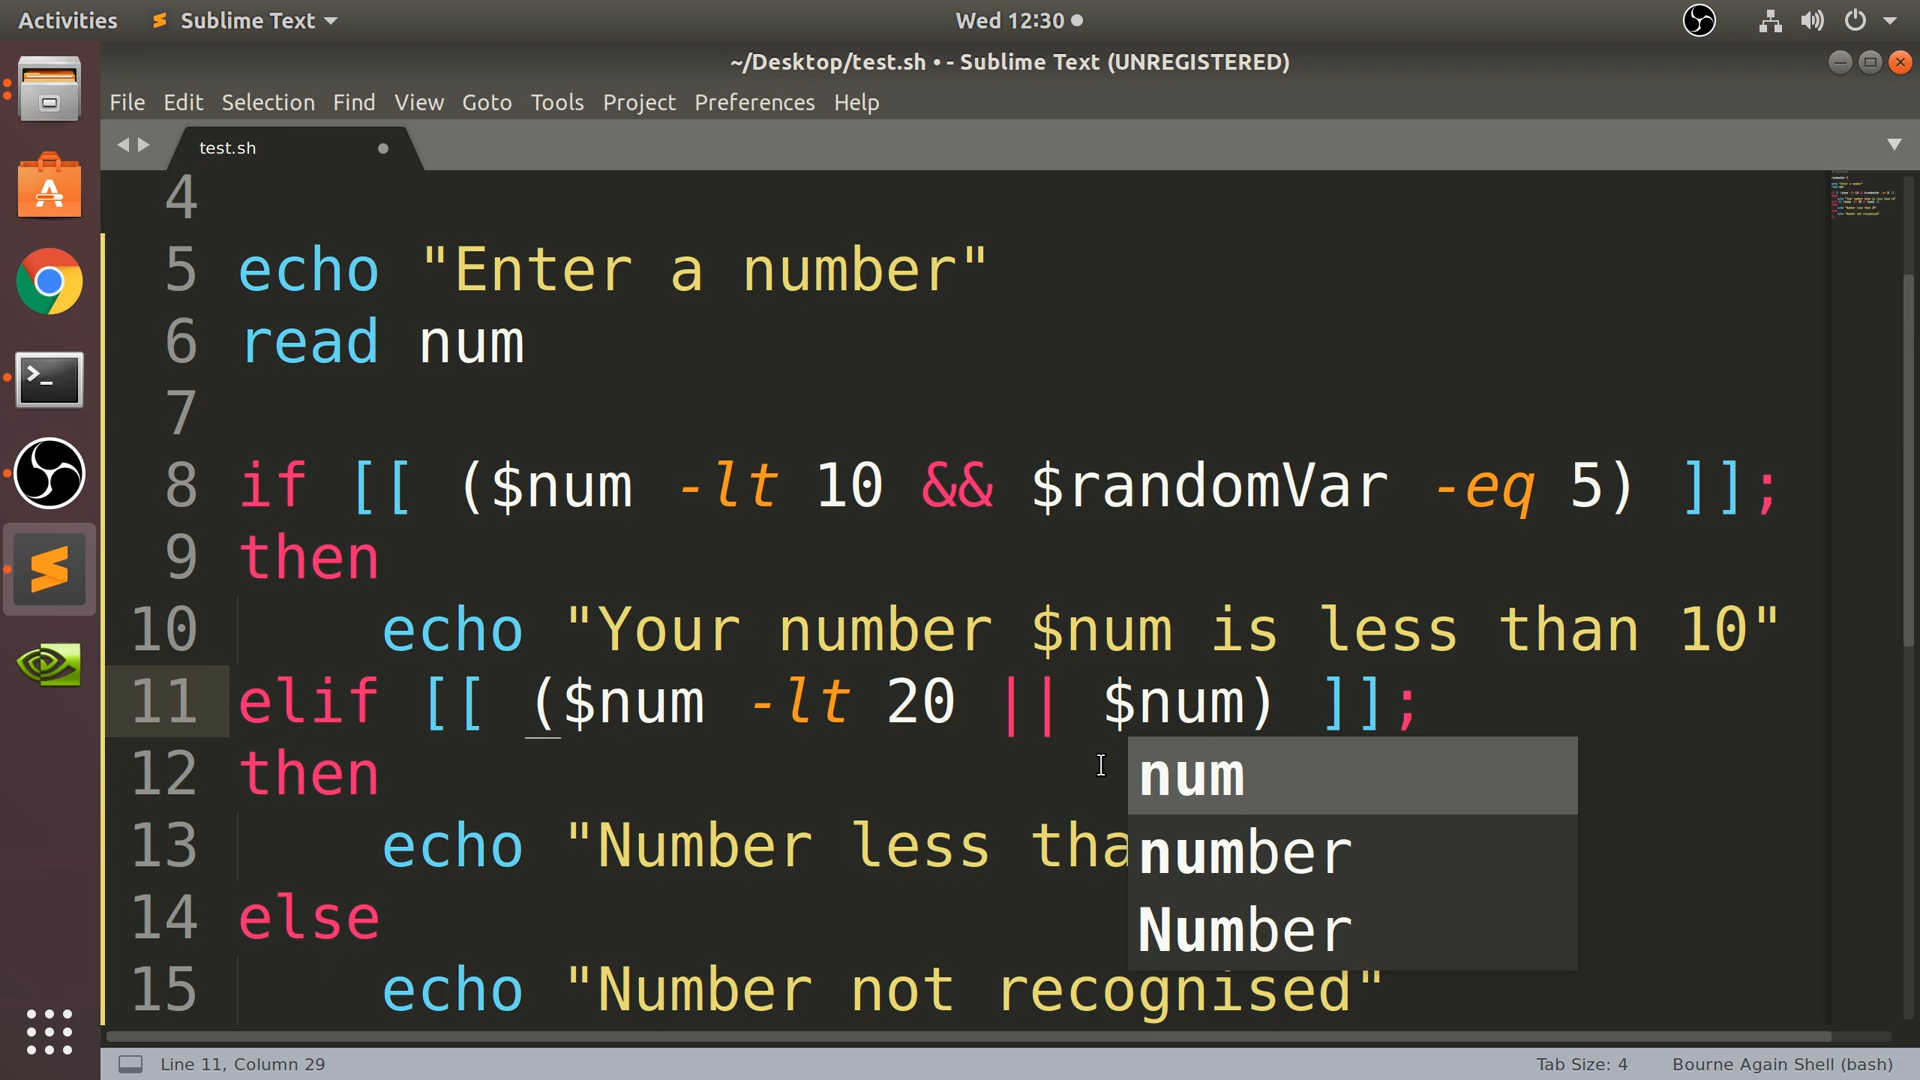 Activities Sublime Text Wed 12:30
~/Desktop/test.sh • - Sublime Text (UNREGISTERED)
File Edit Selection Find View Goto Tools Project Preferences Help
test.sh
4
5 echo "Enter a number"
6 read num
7
8 if [[ ($num -lt 10 && $randomVar -eq 5) ]];
9 then
10 echo "Your number $num is less than 10"
11 elif [[ ($num -lt 20 || $num) ]];
12 then
num
13 echo "Number less tha
number
14 else
Number
15 echo "Number not recognised"
Line 11, Column 29 Tab Size: 4 Bourne Again Shell (bash)